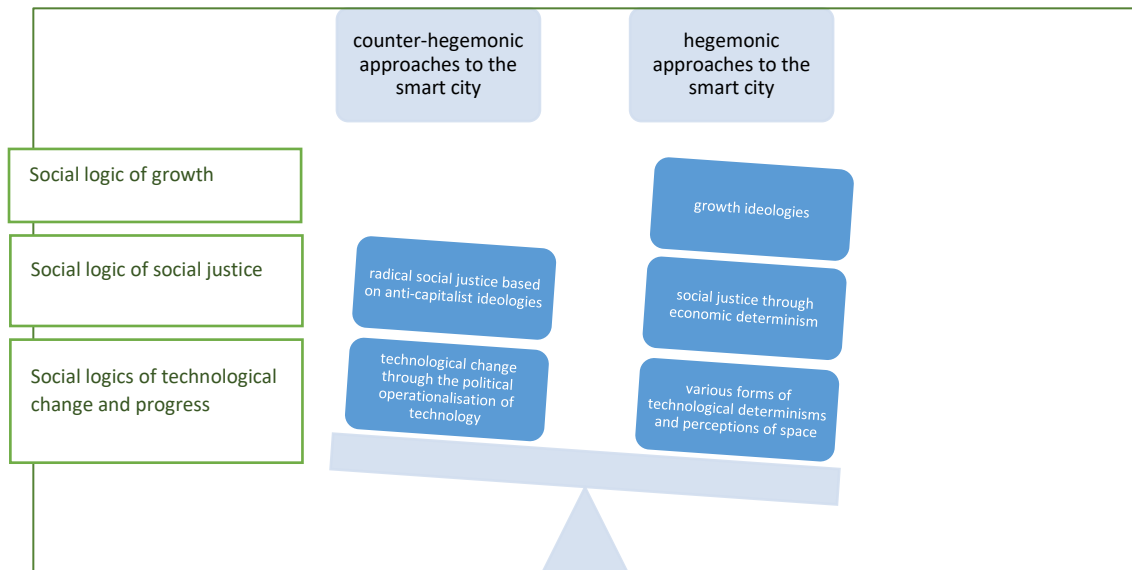 counter-hegemonic
approaches to the
smart city
hegemonic
approaches to the
smart city
Social logic of growth
growth ideologies
Social logic of social justice
radical social justice based
on anti-capitalist ideologies
social justice through
economic determinism
Social logics of technological
change and progress
technological change
through the political
operationalisation of
technology
various forms of
technological determinisms
and perceptions of space